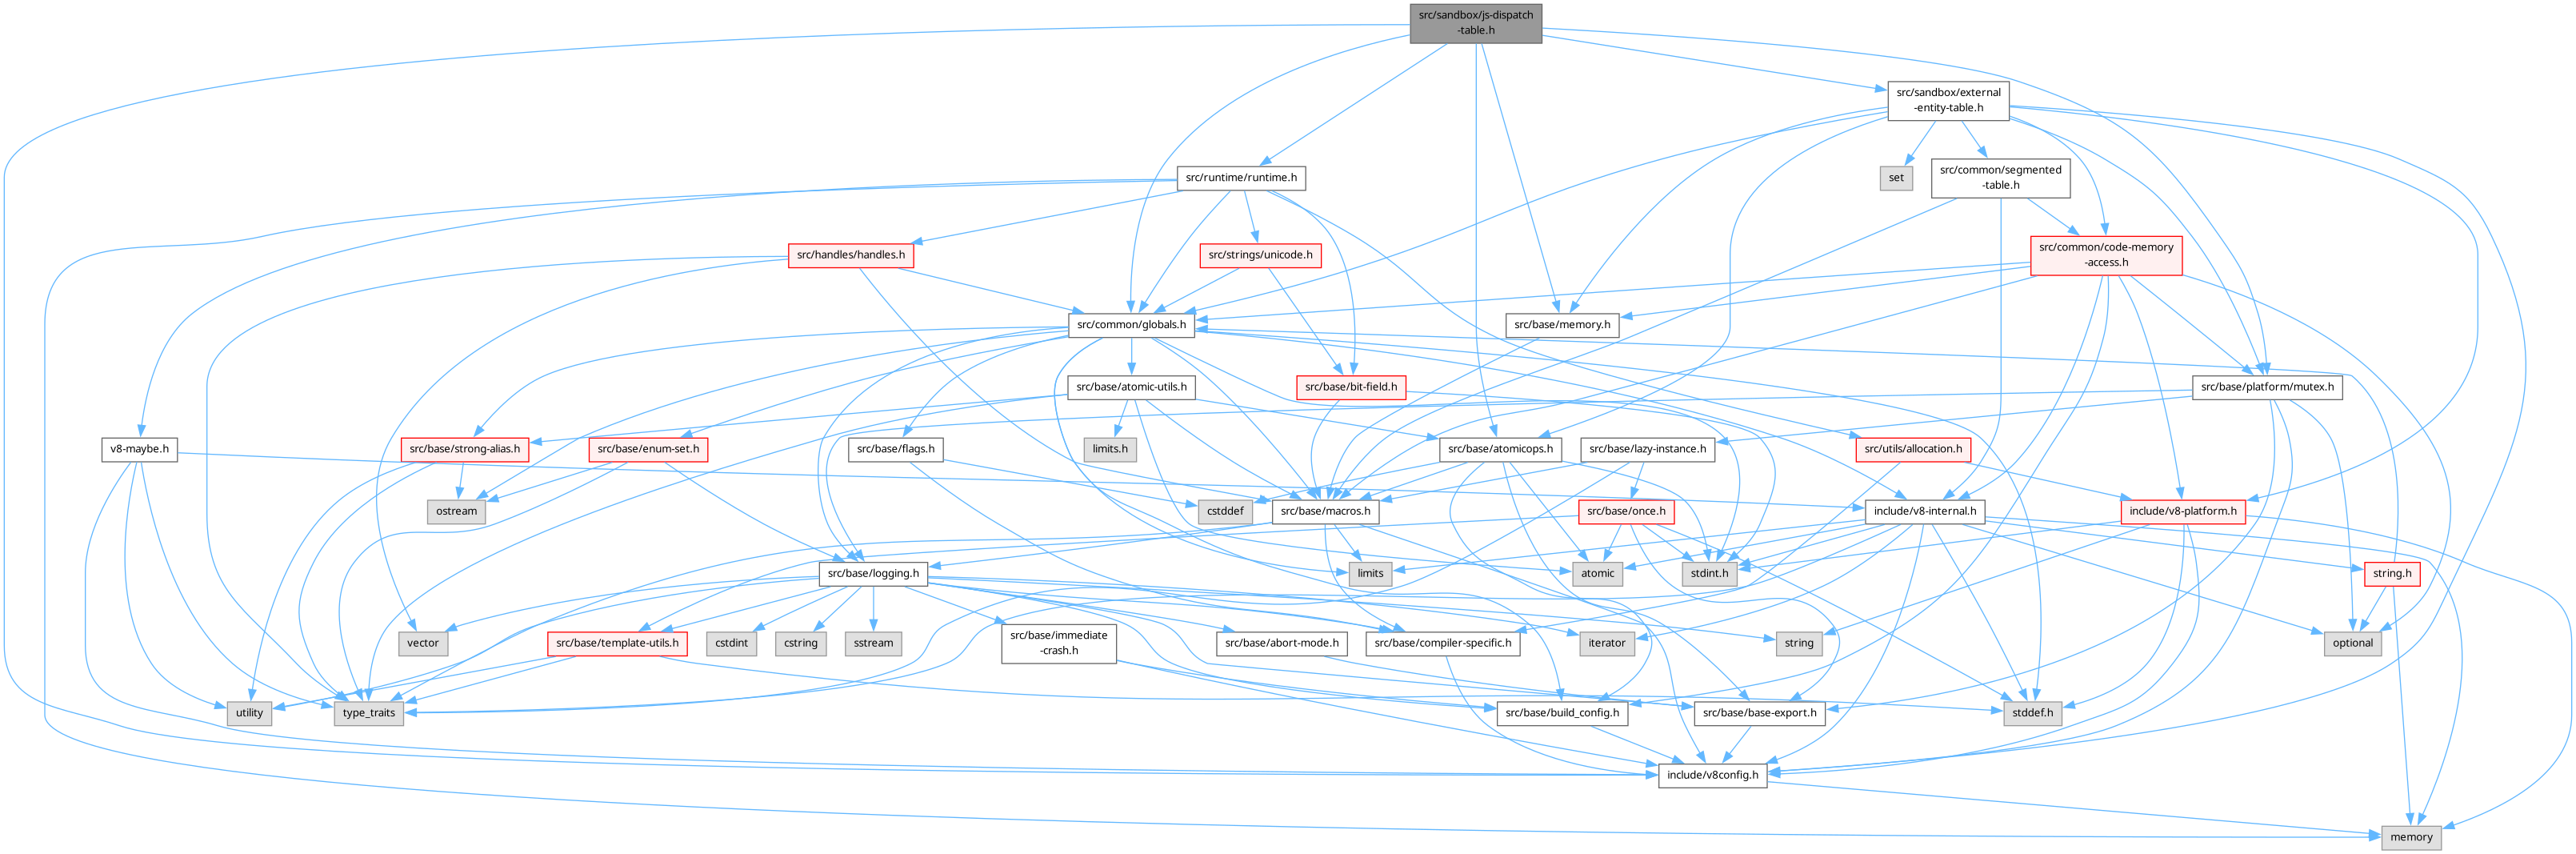 src/sandbox/js-dispatch
-table.h
src/sandbox/external
-entity-table.h
src/runtime/runtime.h
set
src/common/segmented
-table.h
src/handles/handles.h
src/strings/unicode.h
src/common/code-memory
-access.h
src/common/globals.h
src/base/memory.h
src/base/atomic-utils.h
src/base/bit-field.h
src/base/platform/mutex.h
v8-maybe.h
src/base/strong-alias.h
src/base/enum-set.h
src/base/flags.h
limits.h
src/base/atomicops.h
src/base/lazy-instance.h
src/utils/allocation.h
ostream
cstddef
src/base/macros.h
src/base/once.h
include/v8-internal.h
include/v8-platform.h
src/base/logging.h
limits
atomic
stdint.h
string.h
vector
src/base/template-utils.h
cstdint
cstring
sstream
src/base/immediate
-crash.h
src/base/abort-mode.h
src/base/compiler-specific.h
iterator
string
optional
utility
type_traits
src/base/build_config.h
src/base/base-export.h
stddef.h
include/v8config.h
memory